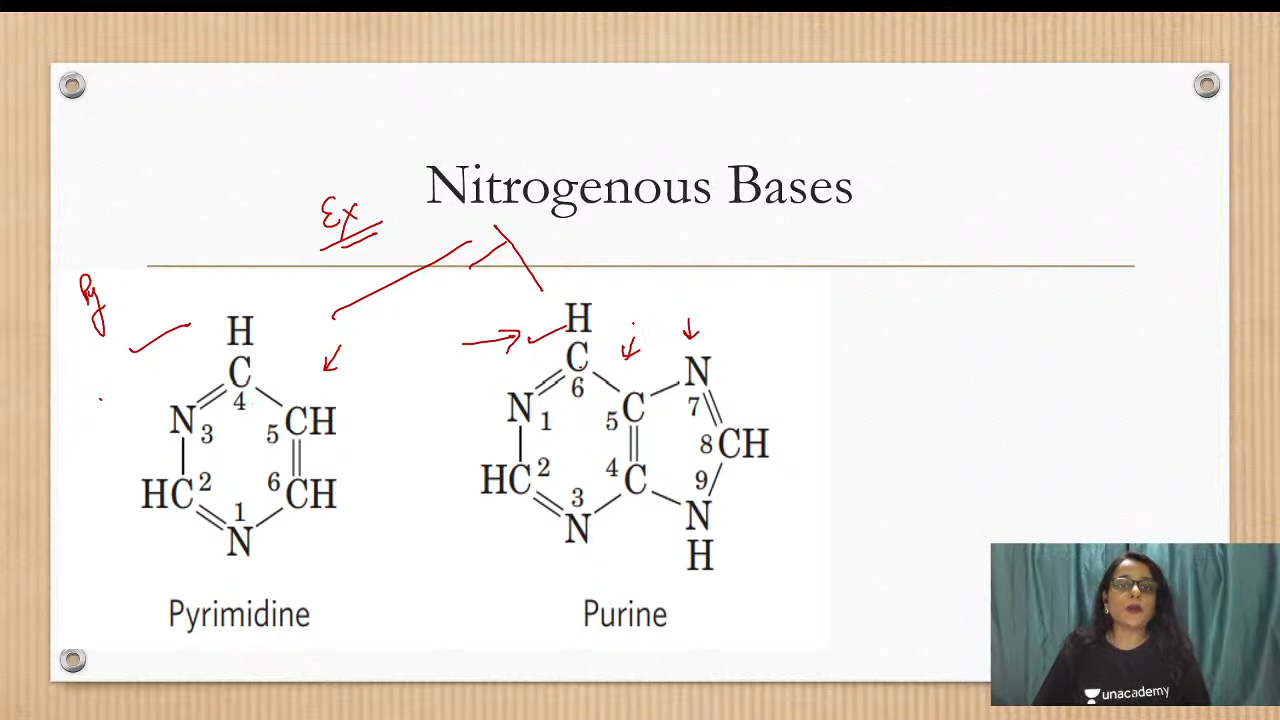 Nitrogenous Bases
Ex
Py
H
C
4
N
3
5
CH
HC
2
6
CH
1
N
Pyrimidine
H
C
6
N
1
5
C
N
7
8
CH
HC
2
4
C
9
3
N
N
H
Purine
unacademy